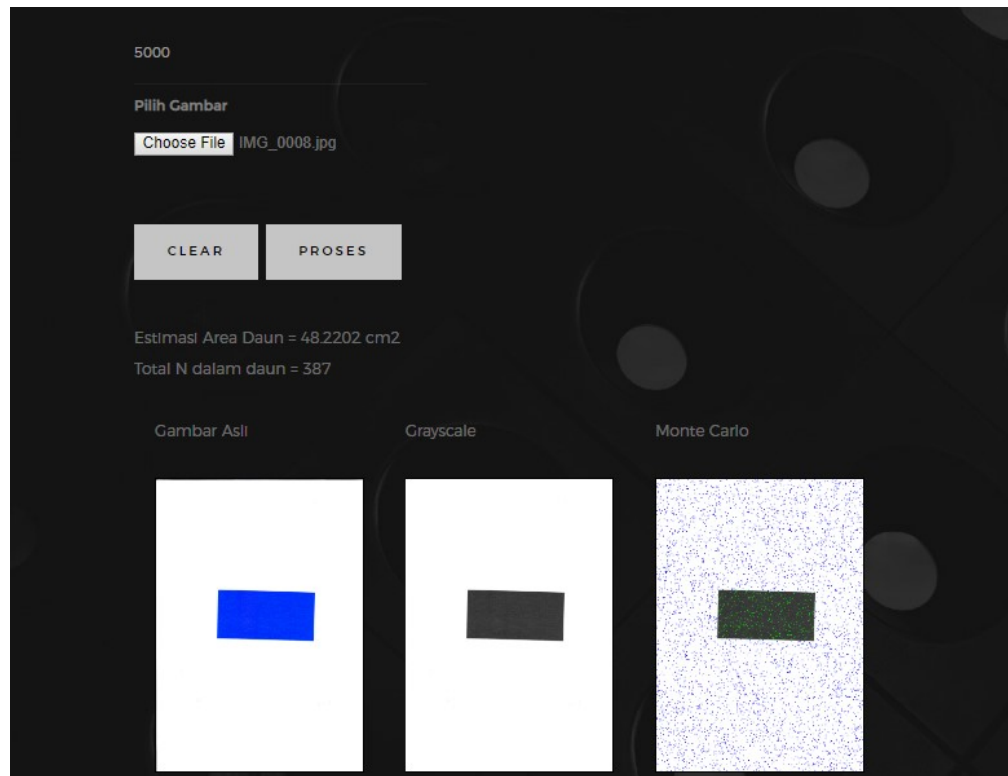 5000
Pilih Gambar
Choose File IMG_0008.jpg
CLEAR PROSES
Estimasi Area Daun = 48.2202 cm2
Total N dalam daun = 387
Gambar Asli Grayscale Monte Carlo